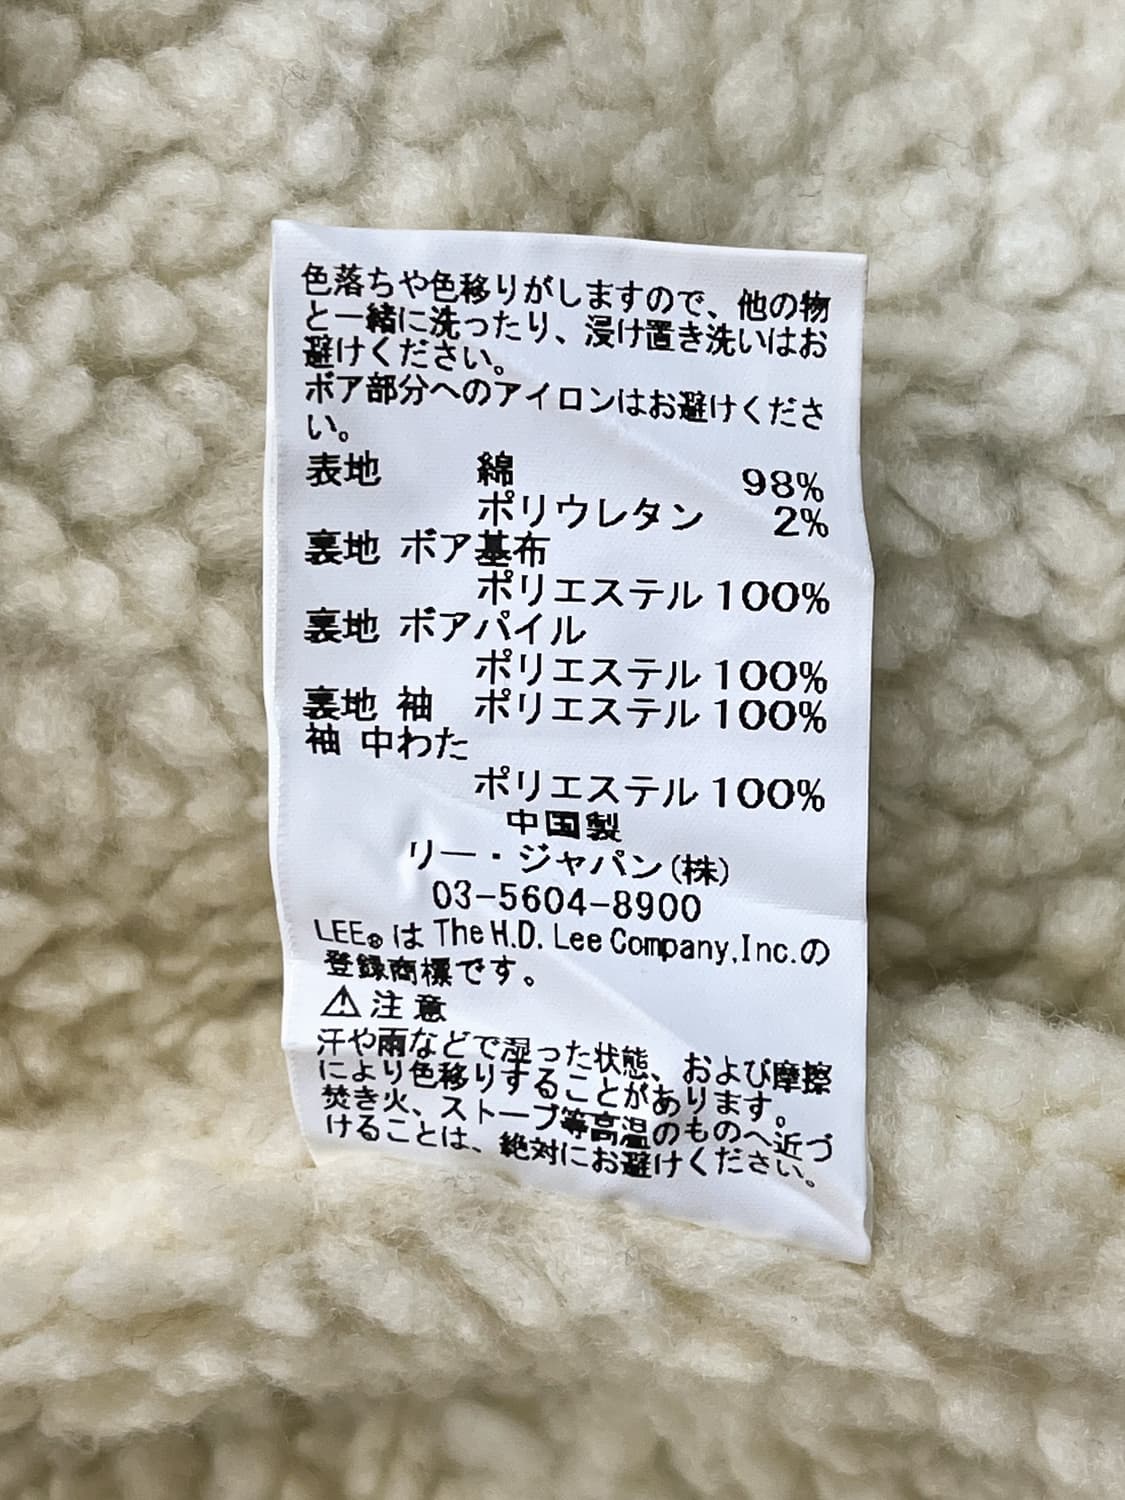 色落ちや色移りがしますので、他の物
と一緒に洗ったり、浸け置き洗いはお
避けください。
ボア部分へのアイロンはお避けくださ
い。
表地 綿 98%
ポリウレタン 2%
裏地 ボア基布
ポリエステル 100%
裏地 ボアパイル
ポリエステル 100%
裏地 袖 ポリエステル 100%
袖 中わた
ポリエステル 100%
中国製
リー・ジャパン(株)
03-5604-8900
LEE®は The H.D. Lee Company,Inc.の
登録商標です。
⚠注意
汗や雨などで湿った状態、および摩擦
により色移りすることがあります。
焚き火、ストーブ等高温のものへ近づ
けることは、絶対にお避けください。